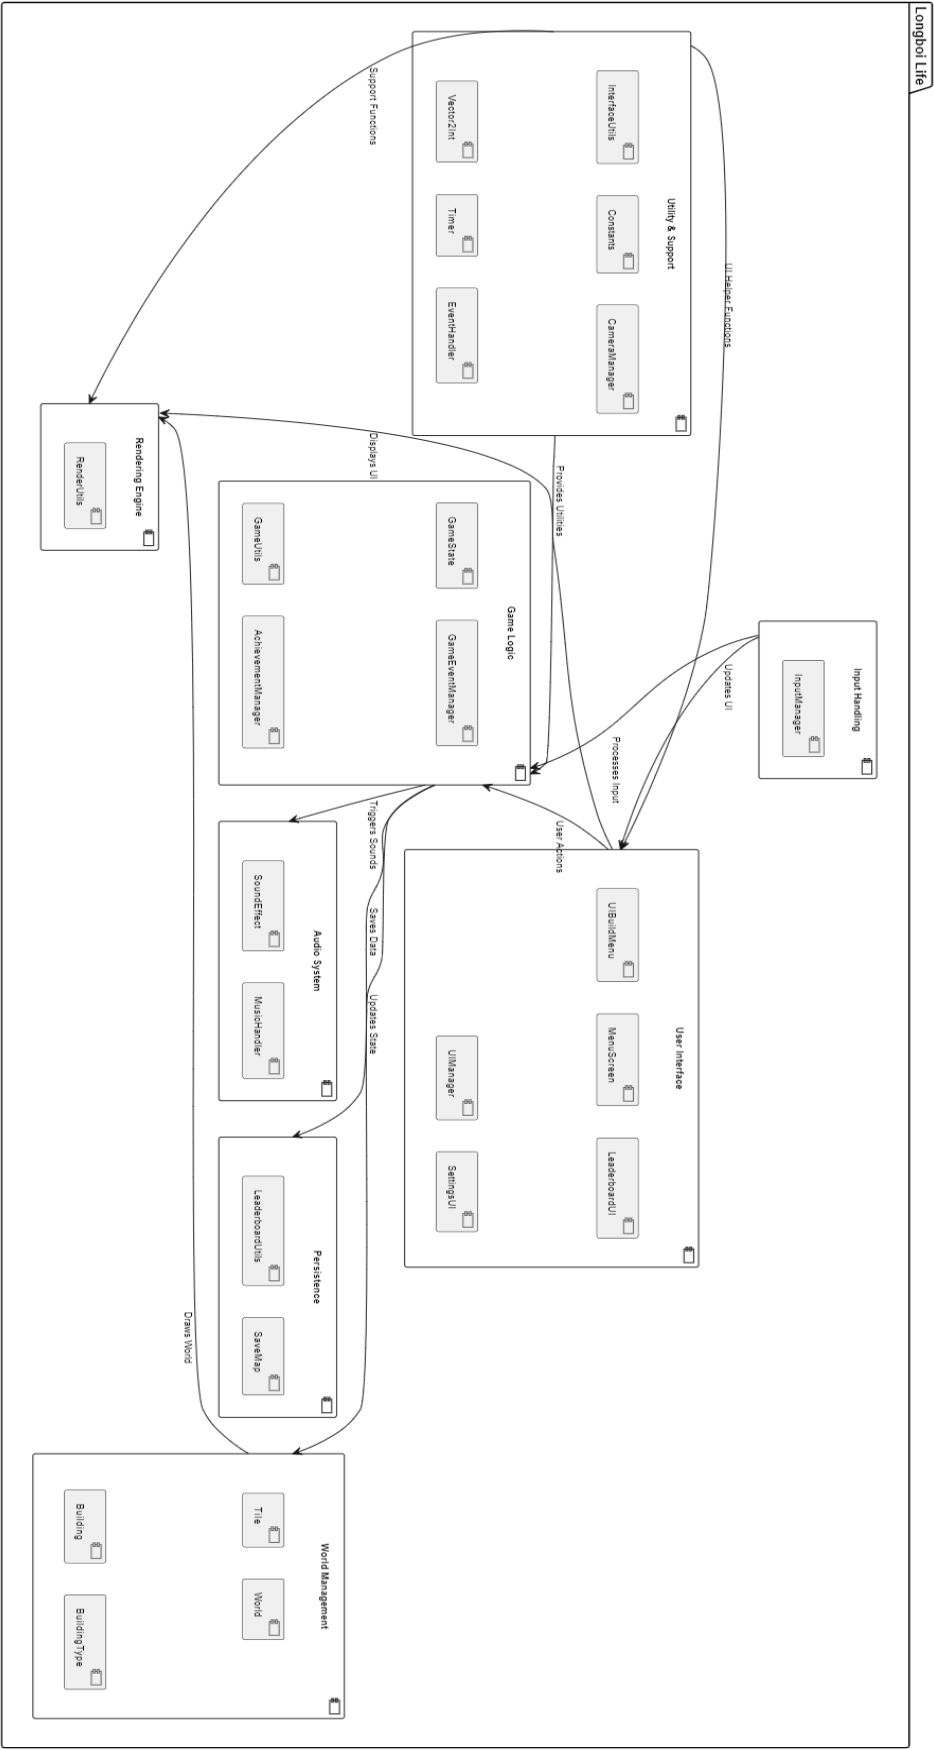 Longboi Life
Input Handling
InputManager
Updates UI
Processes Input
UI Helper Functions
Utility & Support
InterfaceUtils
Constants
CameraManager
Vector2Int
Timer
EventHandler
Support Functions
Provides Utilities
User Actions
User Interface
UIBuildMenu
MenuScreen
LeaderboardUI
UIManager
SettingsUI
Displays UI
Game Logic
GameState
GameEventManager
GameUtils
AchievementManager
Triggers Sounds
Saves Data
Updates State
Rendering Engine
RenderUtils
Audio System
SoundEffect
MusicHandler
Persistence
LeaderboardUtils
SaveMap
Draws World
World Management
Tile
World
Building
BuildingType